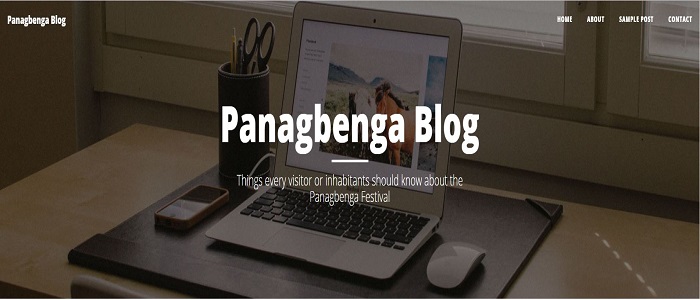 Panagbenga Blog
HOME ABOUT SAMPLE POST CONTACT
Panagbenga Blog
Things every visitor or inhabitants should know about the
Panagbenga Festival